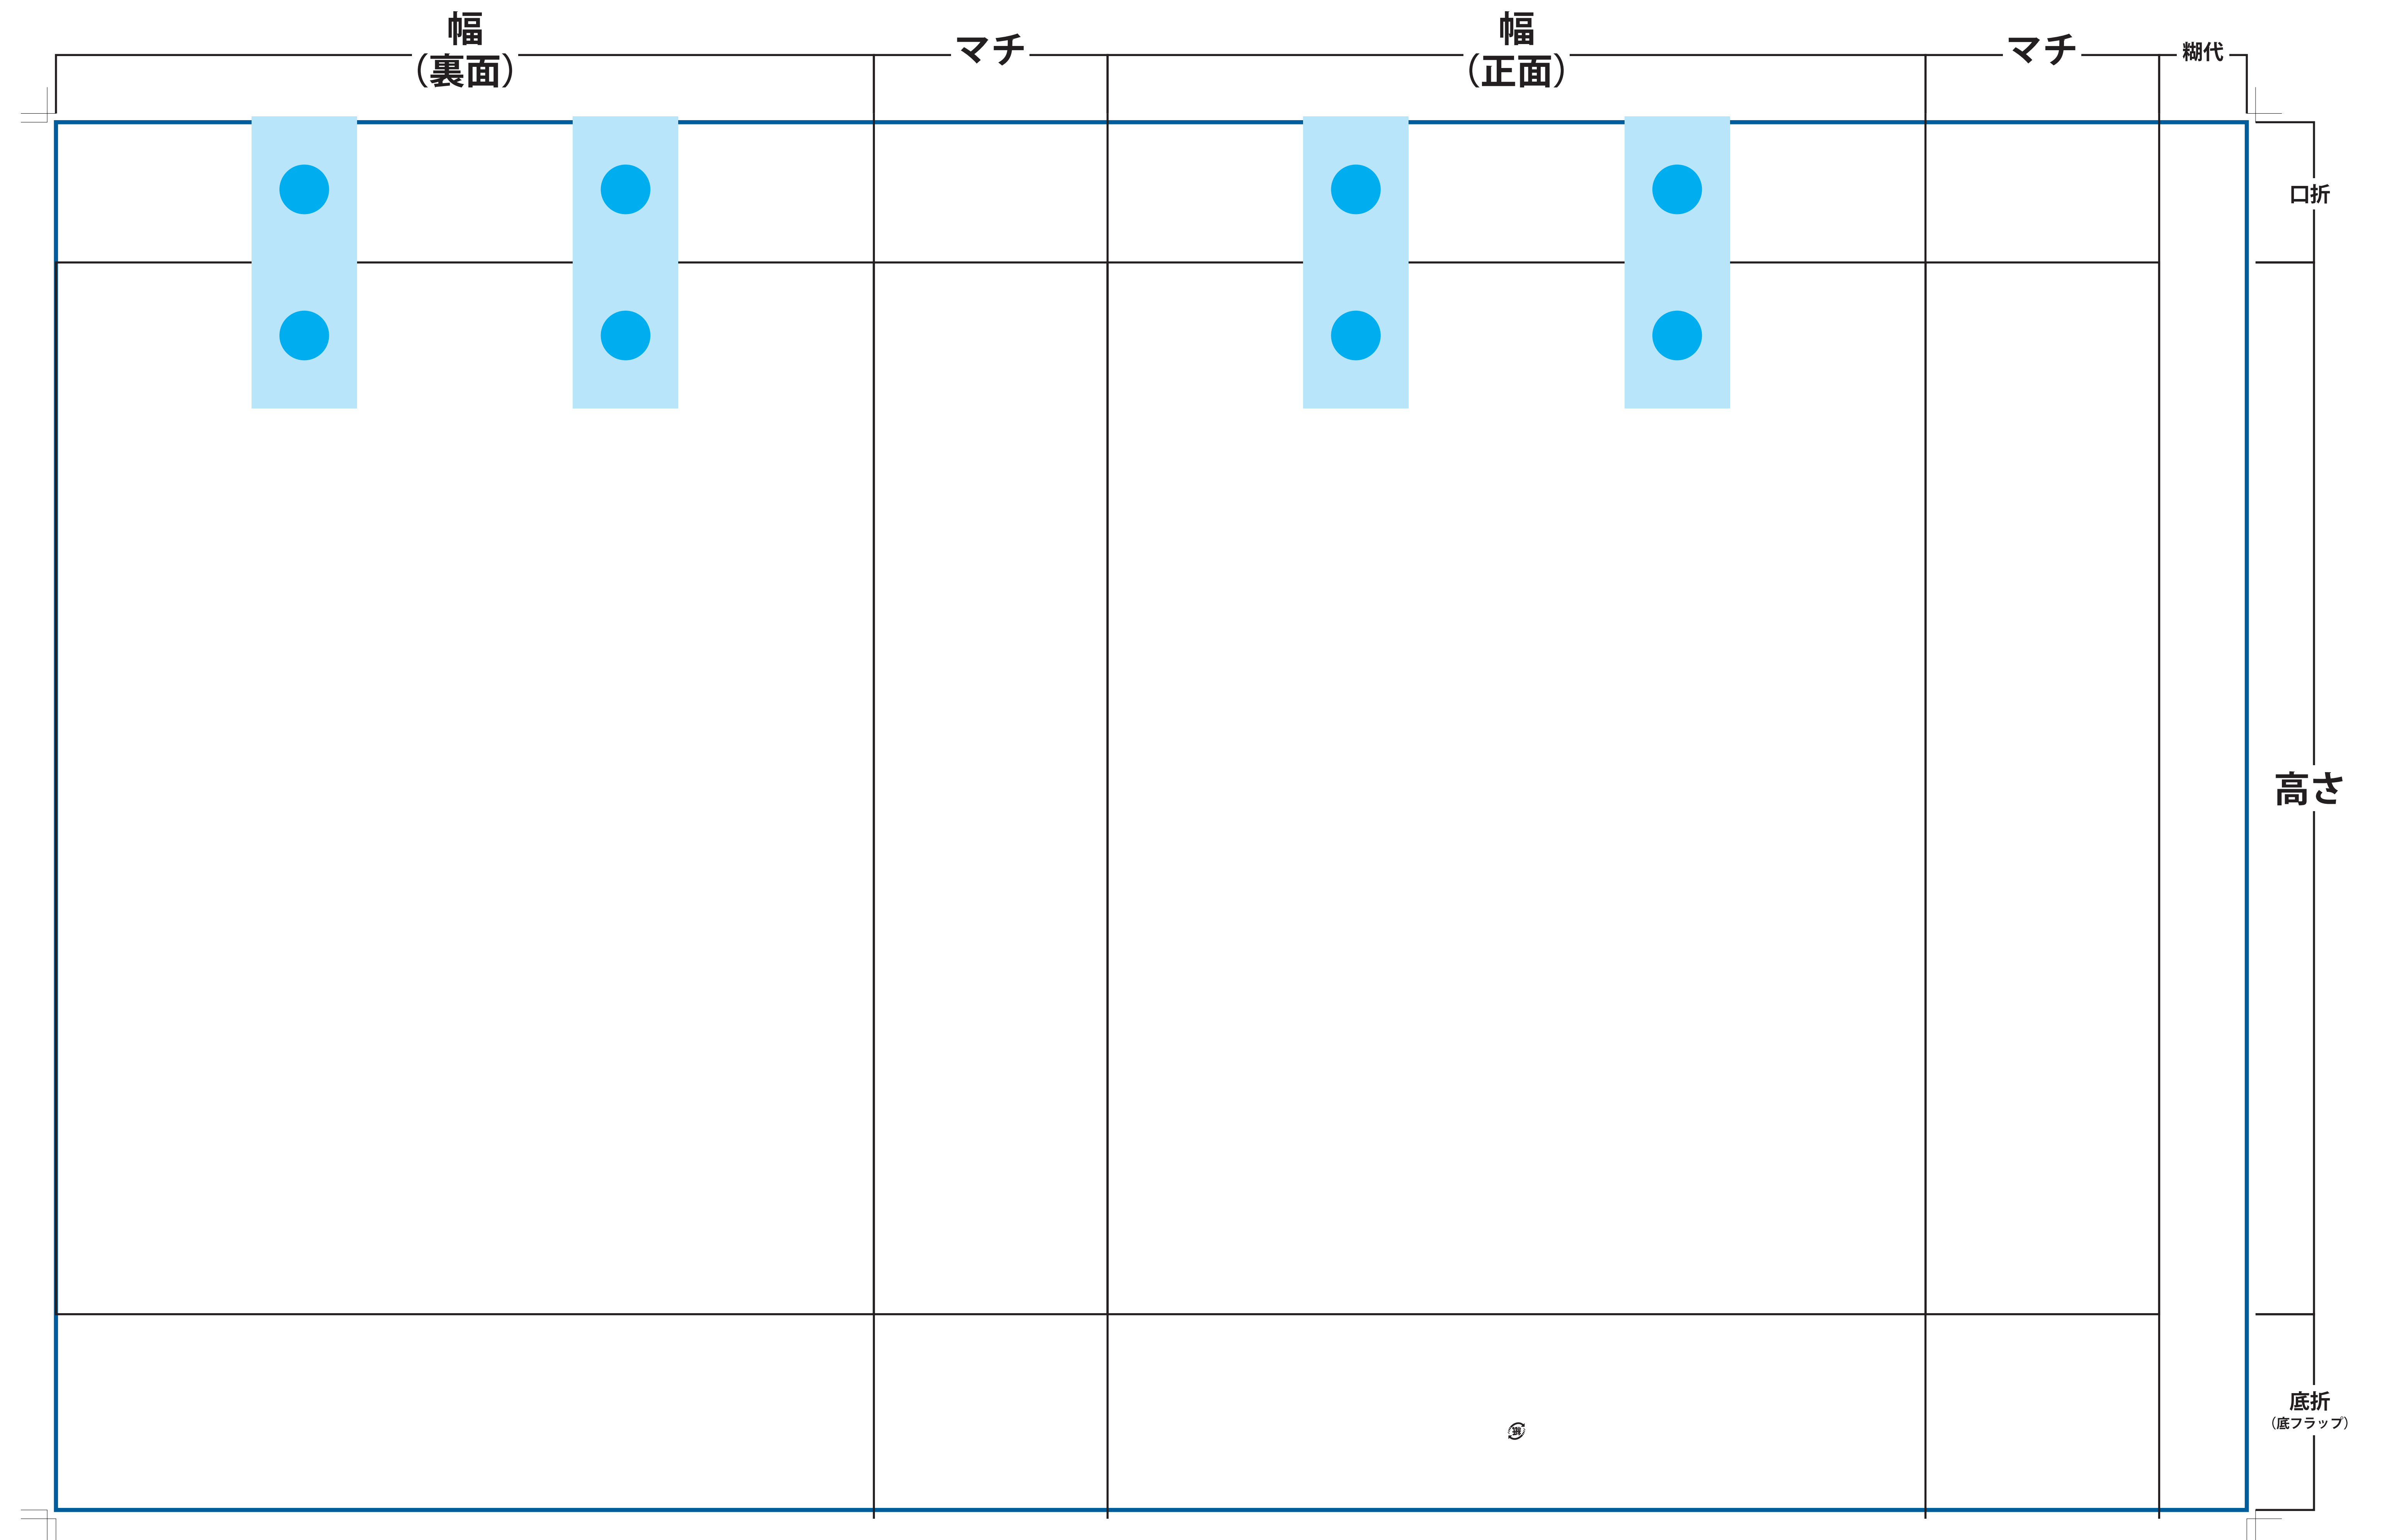 幅
（裏面）
マチ
幅
（正面）
マチ
糊代
口折
高さ
底折
（底フラップ）
紙